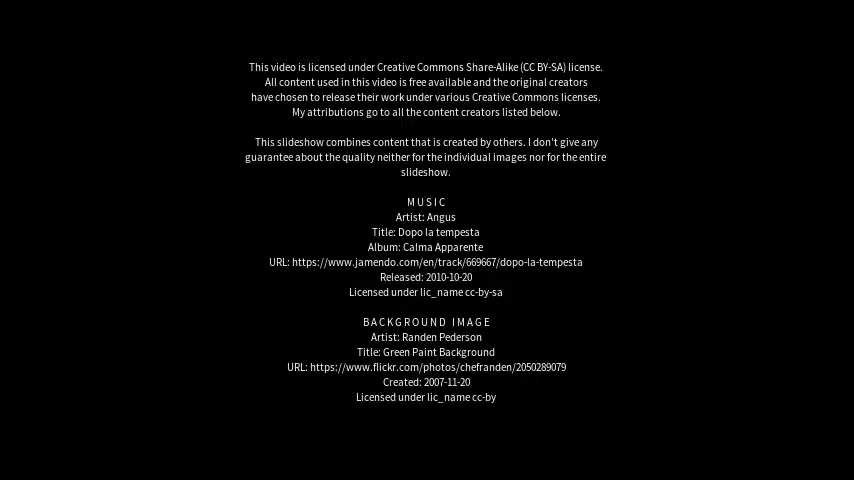 This video is licensed under Creative Commons Share-Alike (CC BY-SA) license.
All content used in this video is free available and the original creators
have chosen to release their work under various Creative Commons licenses.
My attributions go to all the content creators listed below.
This slideshow combines content that is created by others. I don't give any
guarantee about the quality neither for the individual images nor for the entire
slideshow.
MUSIC
Artist: Angus
Title: Dopo la tempesta
Album: Calma Apparente
URL: https://www.jamendo.com/en/track/669667/dopo-la-tempesta
Released: 2010-10-20
Licensed under lic_name cc-by-sa
BACKGROUND IMAGE
Artist: Randen Pederson
Title: Green Paint Background
URL: https://www.flickr.com/photos/chefranden/2050289079
Created: 2007-11-20
Licensed under lic_name cc-by